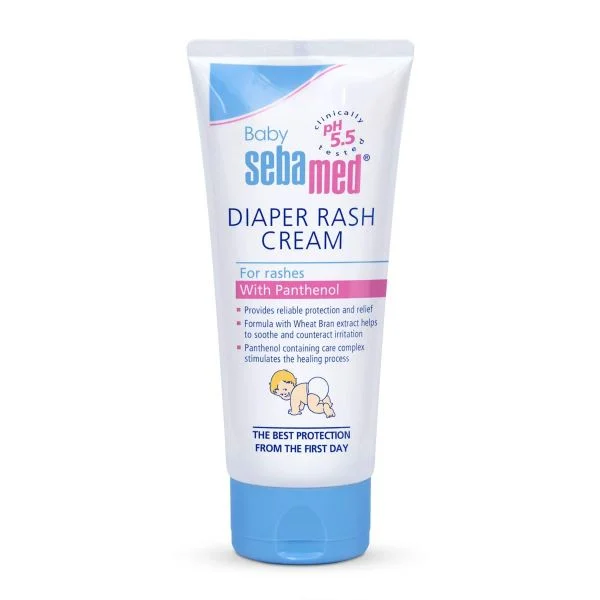 clinically
pH
5.5
tested
Baby
sebamed®
DIAPER RASH
CREAM
For rashes
With Panthenol
▪ Provides reliable protection and relief
▪ Formula with Wheat Bran extract helps
to soothe and counteract irritation
▪ Panthenol containing care complex
stimulates the healing process
THE BEST PROTECTION
FROM THE FIRST DAY